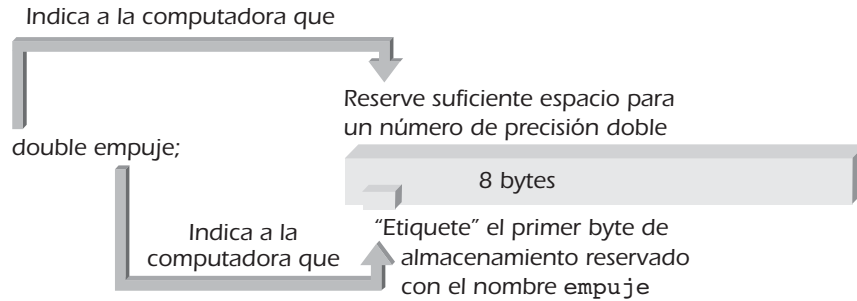 Indica a la computadora que
Reserve suficiente espacio para
un número de precisión doble
double empuje;
8 bytes
Indica a la
computadora que
“Etiquete” el primer byte de
almacenamiento reservado
con el nombre empuje